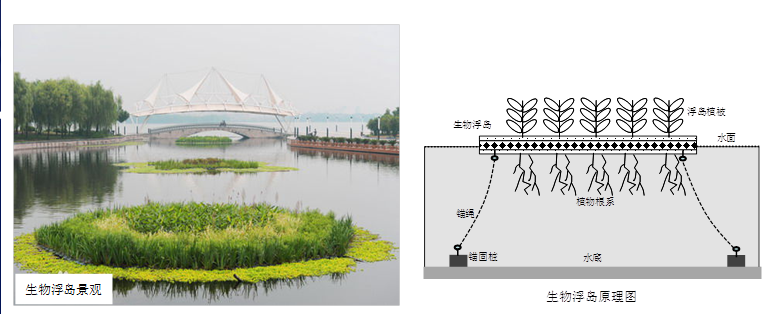 生物浮岛景观
生物浮岛
浮岛植被
水面
植物根系
锚绳
锚固桩
水底
生物浮岛原理图